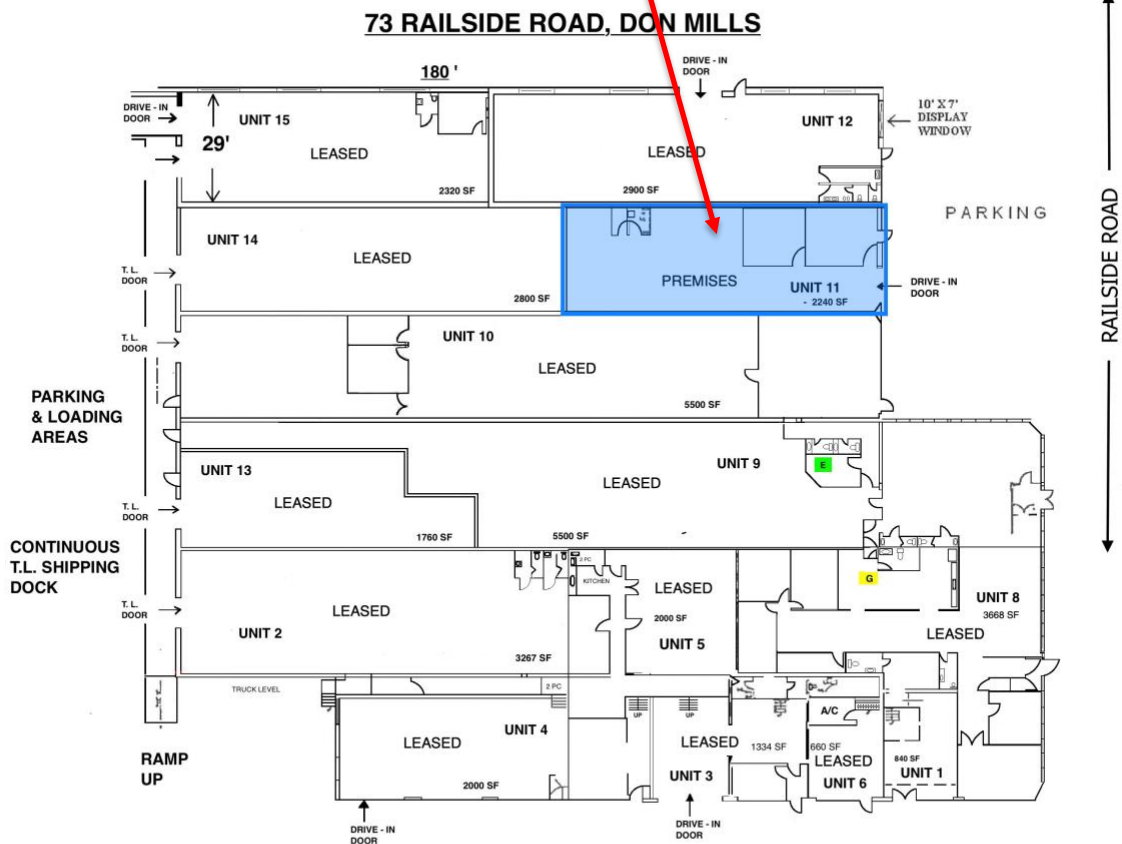 73 RAILSIDE ROAD, DON MILLS
180 '
DRIVE - IN
DOOR
DRIVE - IN
DOOR
UNIT 15
29'
LEASED
2320 SF
UNIT 12
LEASED
2900 SF
10' X 7'
DISPLAY
WINDOW
PARKING
RAILSIDE ROAD
UNIT 14
LEASED
2800 SF
T.L.
DOOR
PREMISES
UNIT 11
- 2240 SF
DRIVE - IN
DOOR
T.L.
DOOR
UNIT 10
LEASED
5500 SF
PARKING
& LOADING
AREAS
UNIT 13
LEASED
1760 SF
UNIT 9
LEASED
5500 SF
E
T.L.
DOOR
CONTINUOUS
T.L. SHIPPING
DOCK
T.L.
DOOR
LEASED
UNIT 2
3267 SF
2 PC
KITCHEN
LEASED
2000 SF
UNIT 5
G
UNIT 8
3668 SF
LEASED
TRUCK LEVEL
2 PC
RAMP
UP
UNIT 4
LEASED
2000 SF
UP
UP
LEASED
1334 SF
UNIT 3
A/C
660 SF
LEASED
UNIT 6
840 SF
UNIT 1
DRIVE - IN
DOOR
DRIVE - IN
DOOR